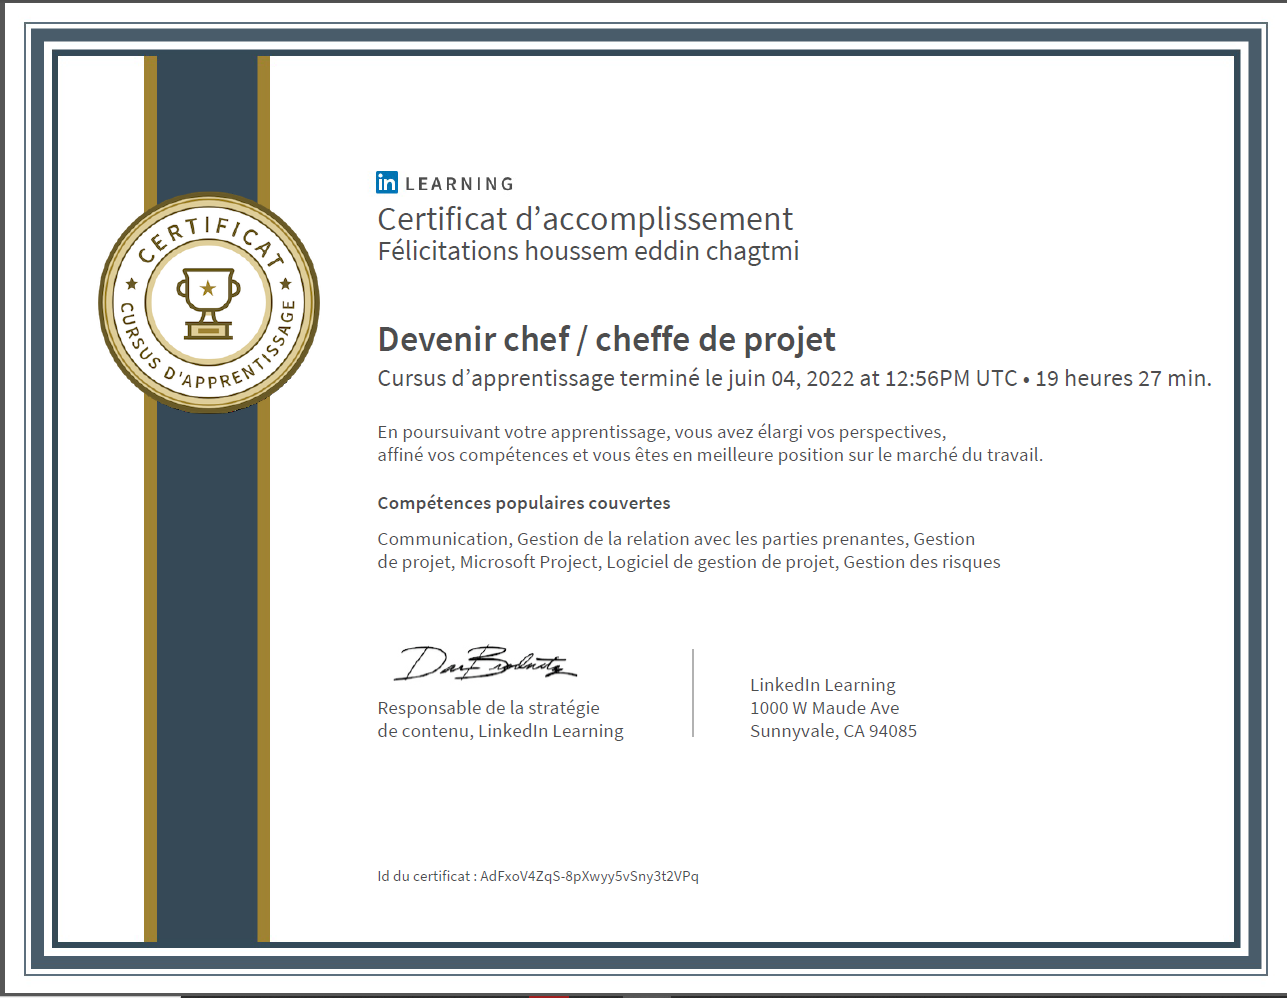 CERTIFICAT
CURSUS D'APPRENTISSAGE
in LEARNING
Certificat d’accomplissement
Félicitations houssem eddin chagtmi
Devenir chef / cheffe de projet
Cursus d’apprentissage terminé le juin 04, 2022 at 12:56PM UTC • 19 heures 27 min.
En poursuivant votre apprentissage, vous avez élargi vos perspectives,
affiné vos compétences et vous êtes en meilleure position sur le marché du travail.
Compétences populaires couvertes
Communication, Gestion de la relation avec les parties prenantes, Gestion
de projet, Microsoft Project, Logiciel de gestion de projet, Gestion des risques
Responsable de la stratégie
de contenu, LinkedIn Learning
LinkedIn Learning
1000 W Maude Ave
Sunnyvale, CA 94085
Id du certificat : AdFxoV4ZqS-8pXwyy5vSny3t2VPq